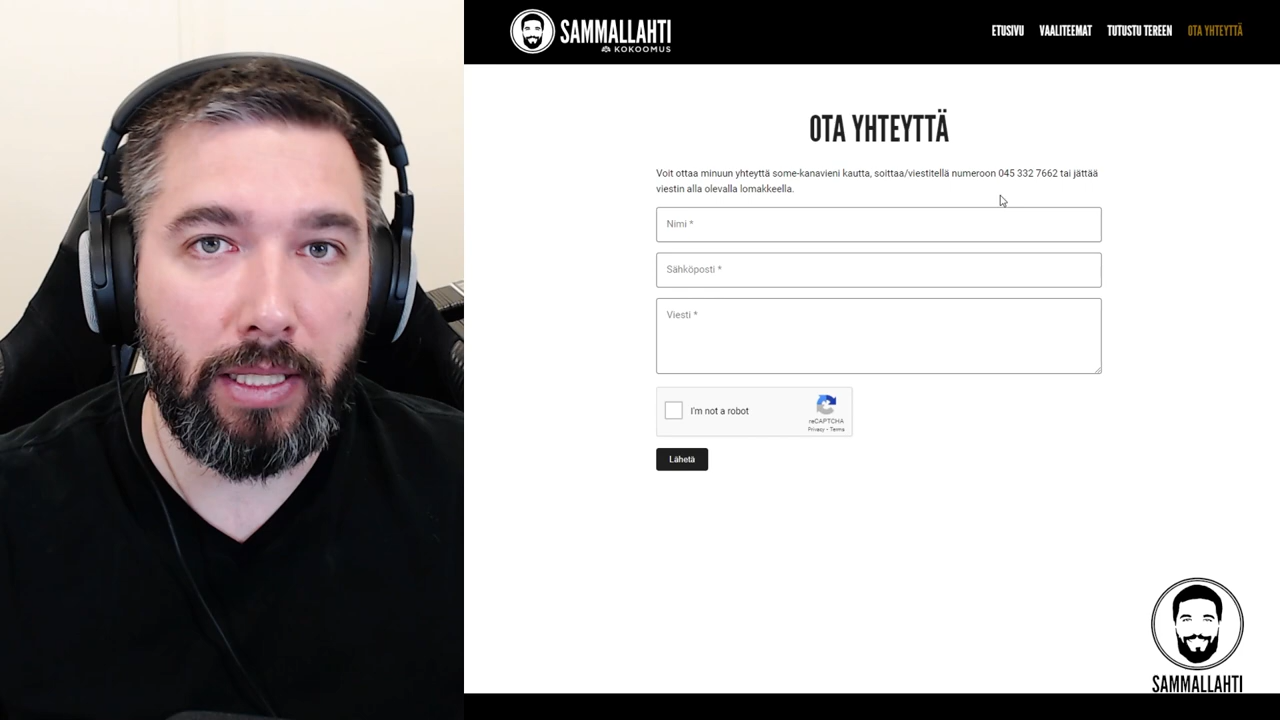 SAMMALLAHTI
KOKOOMUS
ETUSIVU VAALITEEMAT TUTUSTU TEREEN OTA YHTEYTTÄ
OTA YHTEYTTÄ
Voit ottaa minuun yhteyttä some-kanavieni kautta, soittaa/viestitellä numeroon 045 332 7662 tai jättää
viestin alla olevalla lomakkeella.
Nimi *
Sähköposti *
Viesti *
I'm not a robot
reCAPTCHA
Privacy - Terms
Lähetä
SAMMALLAHTI